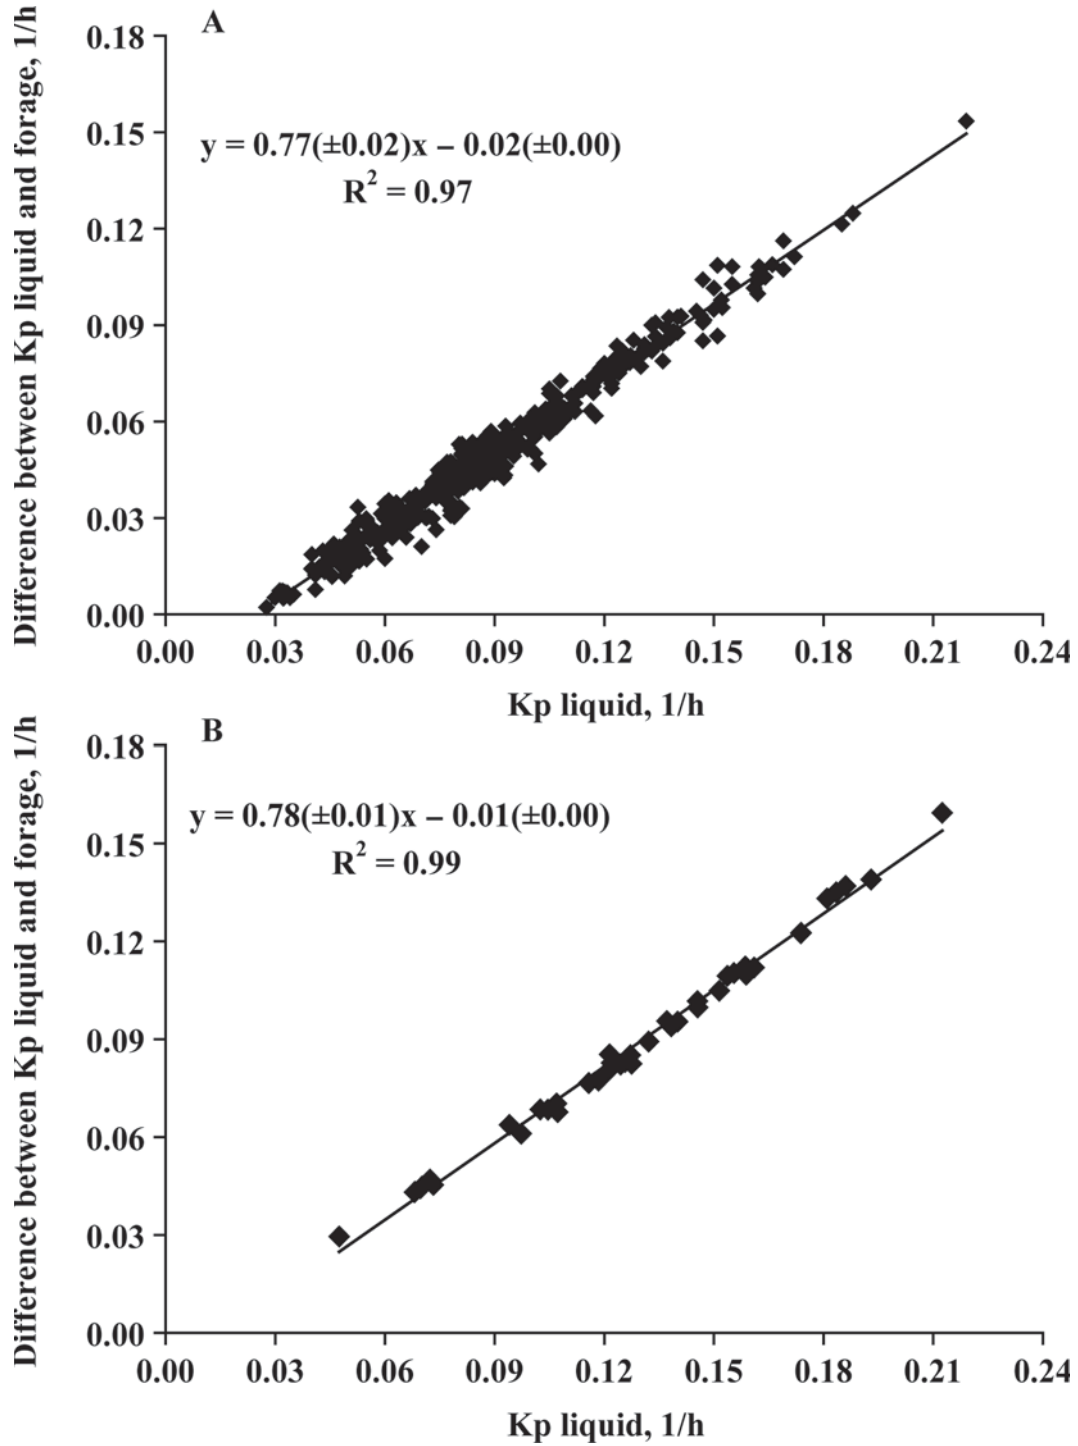 A
Difference between Kp liquid and forage, 1/h
0.18
0.15
0.12
0.09
0.06
0.03
0.00
y = 0.77(±0.02)x – 0.02(±0.00)
R² = 0.97
0.00 0.03 0.06 0.09 0.12 0.15 0.18 0.21 0.24
Kp liquid, 1/h
B
Difference between Kp liquid and forage, 1/h
0.18
0.15
0.12
0.09
0.06
0.03
0.00
y = 0.78(±0.01)x – 0.01(±0.00)
R² = 0.99
0.00 0.03 0.06 0.09 0.12 0.15 0.18 0.21 0.24
Kp liquid, 1/h